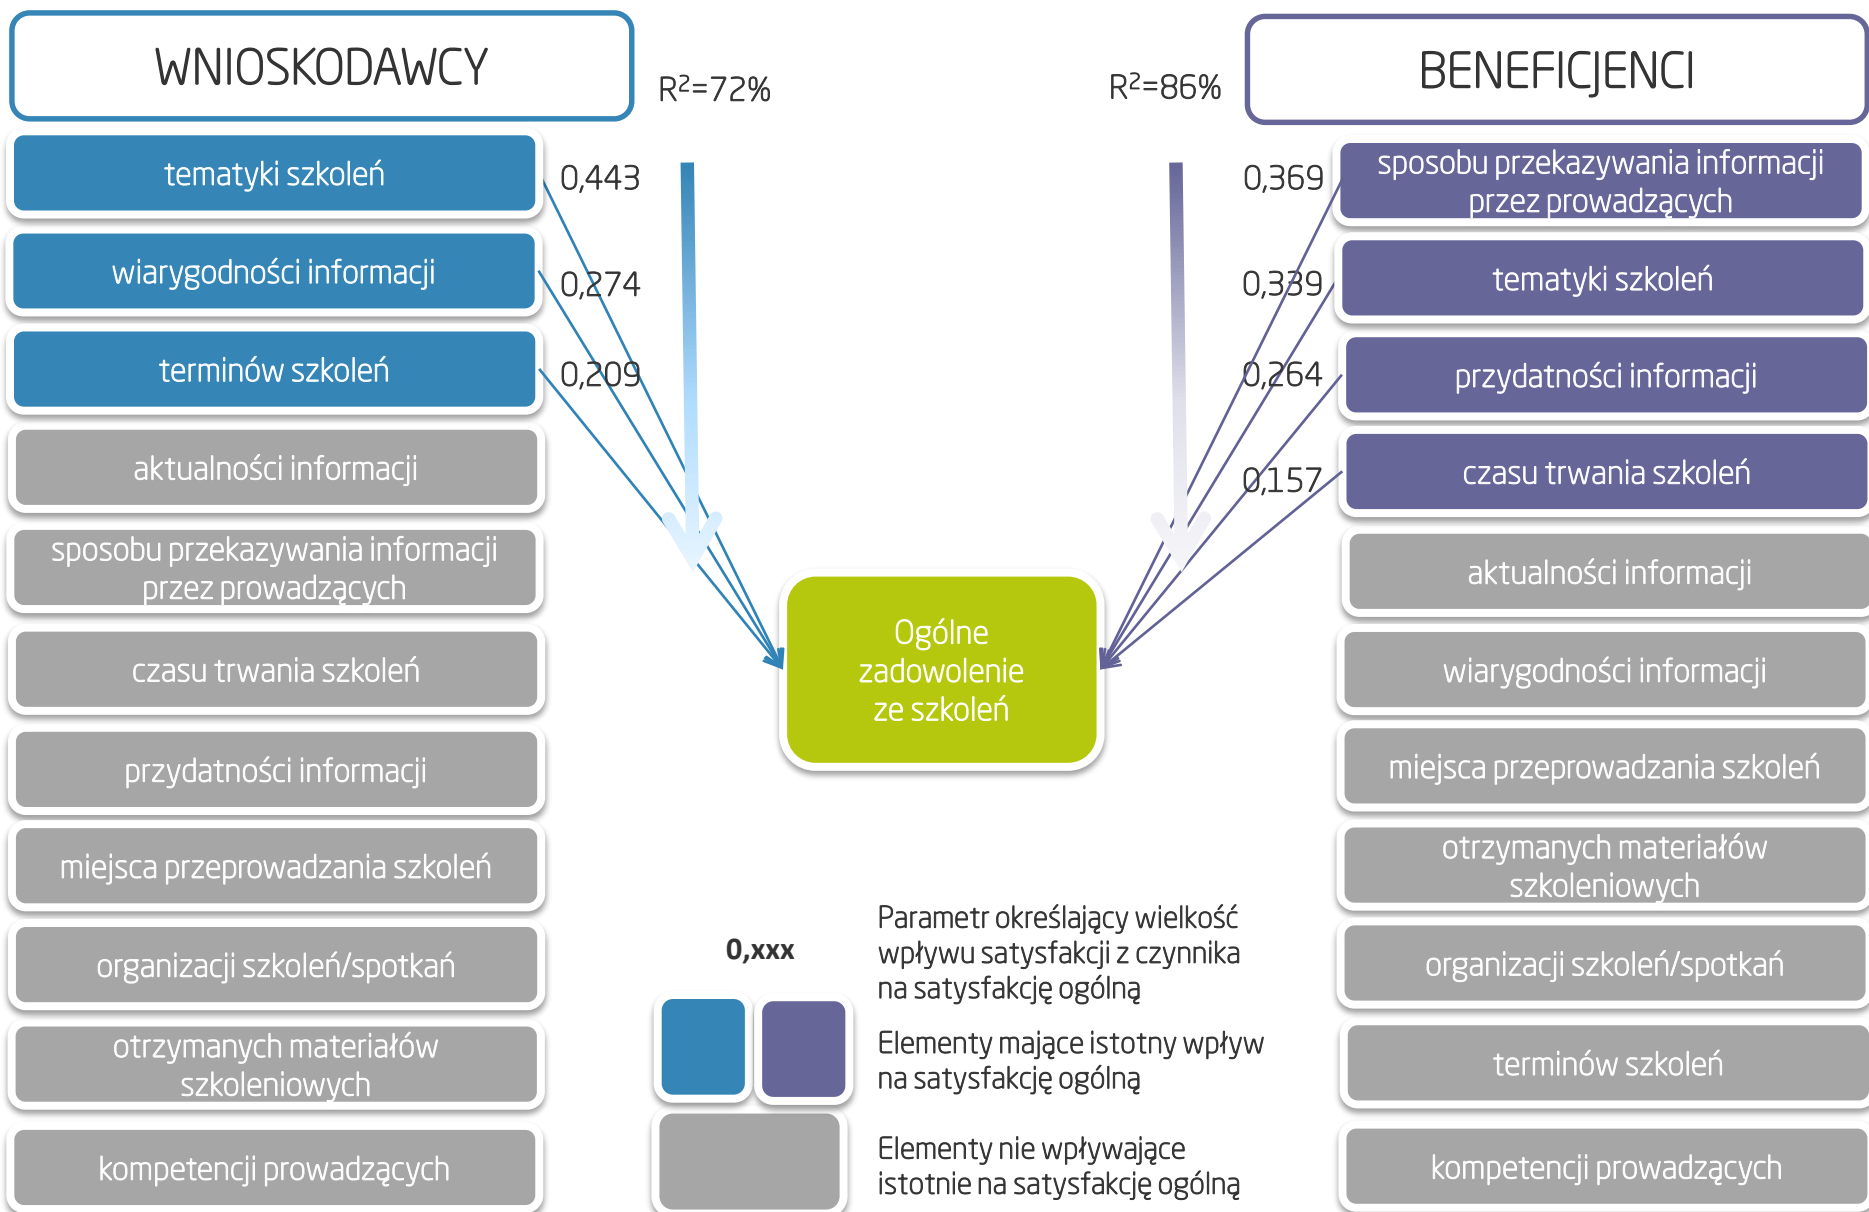 WNIOSKODAWCY
R²=72%
tematyki szkoleń
0,443
wiarygodności informacji
0,274
terminów szkoleń
0,209
aktualności informacji
sposobu przekazywania informacji
przez prowadzących
czasu trwania szkoleń
przydatności informacji
miejsca przeprowadzania szkoleń
organizacji szkoleń/spotkań
otrzymanych materiałów
szkoleniowych
kompetencji prowadzących
Ogólne
zadowolenie
ze szkoleń
0,xxx
Parametr określający wielkość
wpływu satysfakcji z czynnika
na satysfakcję ogólną
Elementy mające istotny wpływ
na satysfakcję ogólną
Elementy nie wpływające
istotnie na satysfakcję ogólną
R²=86%
BENEFICJENCI
0,369
sposobu przekazywania informacji
przez prowadzących
0,339
tematyki szkoleń
0,264
przydatności informacji
0,157
czasu trwania szkoleń
aktualności informacji
wiarygodności informacji
miejsca przeprowadzania szkoleń
otrzymanych materiałów
szkoleniowych
organizacji szkoleń/spotkań
terminów szkoleń
kompetencji prowadzących